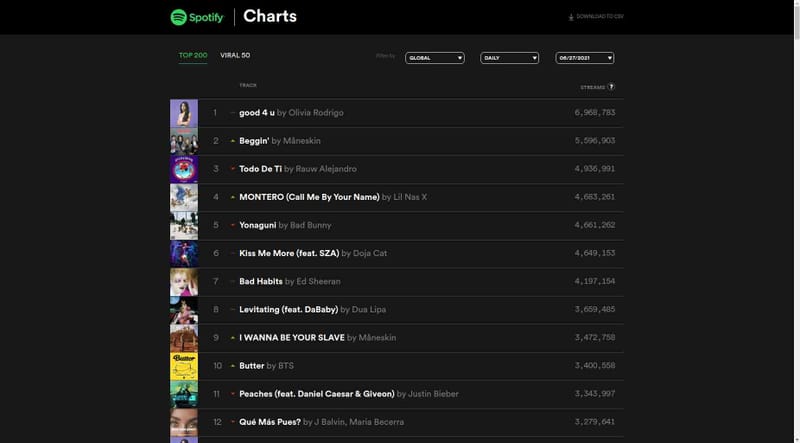 Spotify Charts
DOWNLOAD TO CSV
TOP 200 VIRAL 50 Filter by GLOBAL DAILY 06/27/2021
TRACK STREAMS ?
1 good 4 u by Olivia Rodrigo 6,968,783
2 Beggin' by Måneskin 5,596,903
3 Todo De Ti by Rauw Alejandro 4,936,991
4 MONTERO (Call Me By Your Name) by Lil Nas X 4,683,261
5 Yonaguni by Bad Bunny 4,661,262
6 Kiss Me More (feat. SZA) by Doja Cat 4,649,153
7 Bad Habits by Ed Sheeran 4,197,154
8 Levitating (feat. DaBaby) by Dua Lipa 3,659,485
9 I WANNA BE YOUR SLAVE by Måneskin 3,472,758
Butter
10 Butter by BTS 3,400,558
11 Peaches (feat. Daniel Caesar & Giveon) by Justin Bieber 3,343,997
12 Qué Más Pues? by J Balvin, Maria Becerra 3,279,641